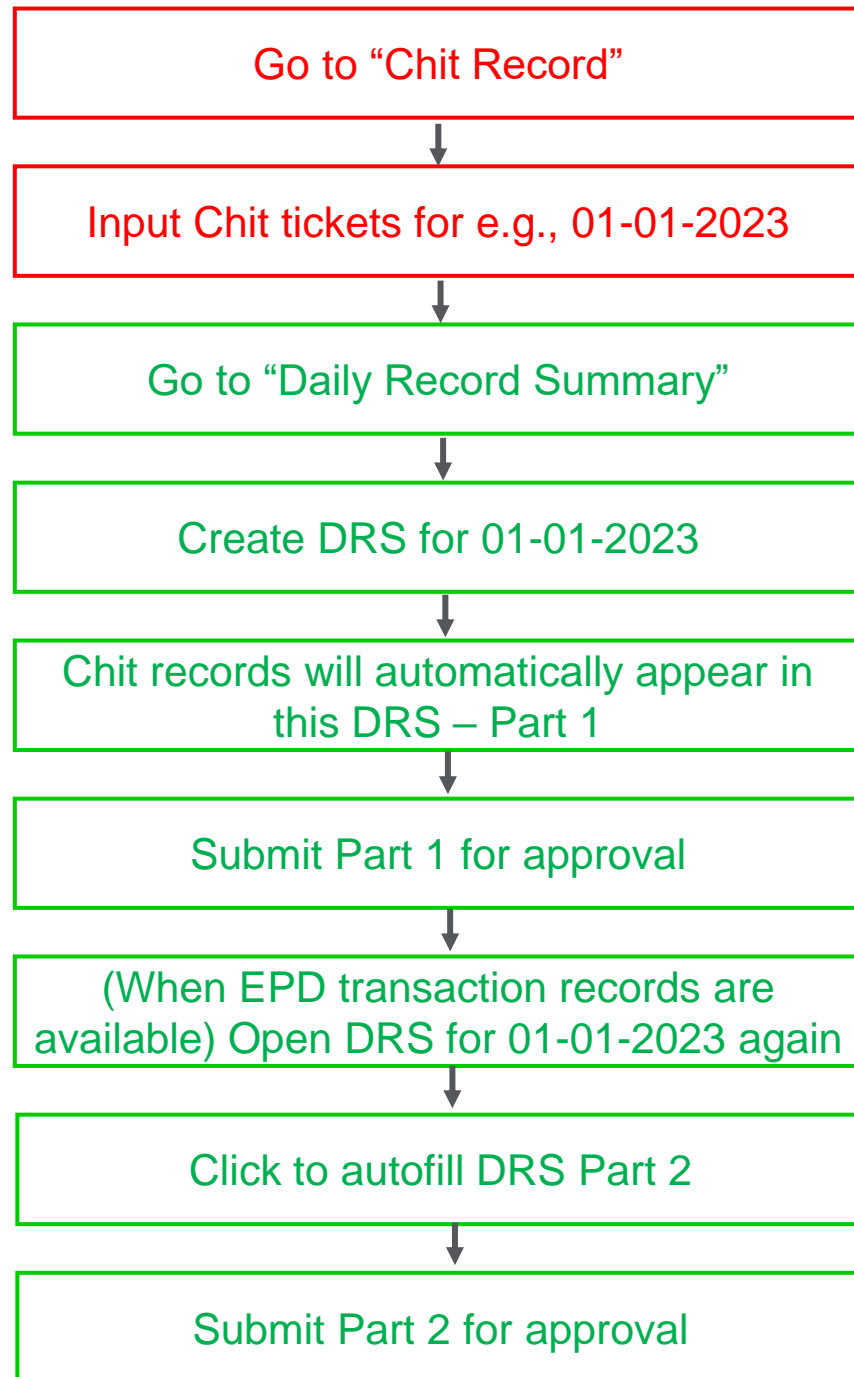 Go to “Chit Record”
Input Chit tickets for e.g., 01-01-2023
Go to “Daily Record Summary”
Create DRS for 01-01-2023
Chit records will automatically appear in
this DRS – Part 1
Submit Part 1 for approval
(When EPD transaction records are
available) Open DRS for 01-01-2023 again
Click to autofill DRS Part 2
Submit Part 2 for approval